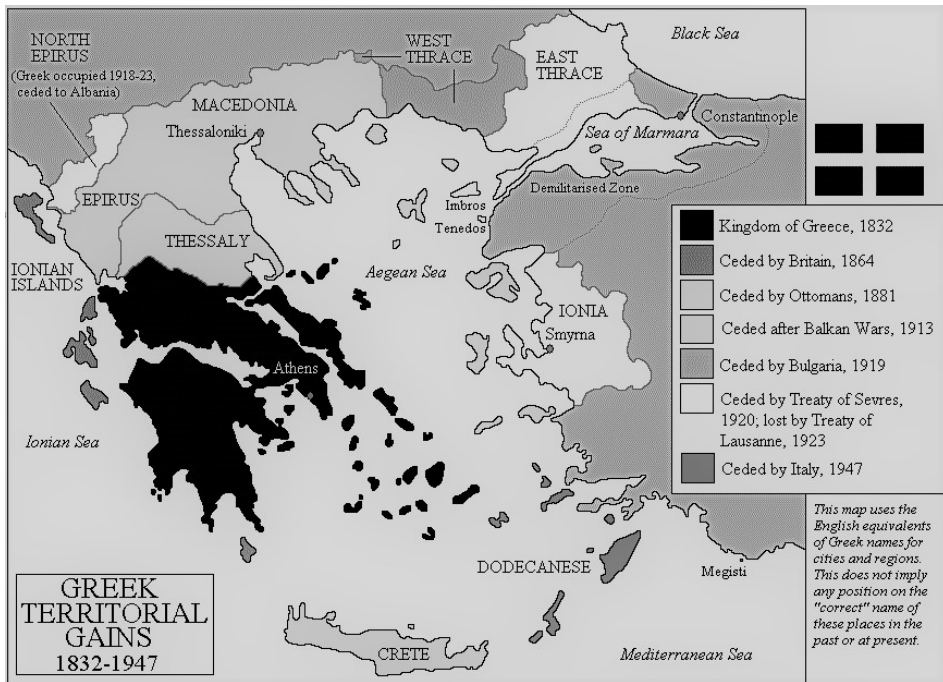 NORTH
EPIRUS
(Greek occupied 1918-23,
ceded to Albania)
WEST
THRACE
EAST
THRACE
Black Sea
MACEDONIA
Thessaloniki
Constantinople
Sea of Marmara
Demilitarised Zone
EPIRUS
Imbros
Tenedos
THESSALY
IONIAN
ISLANDS
Aegean Sea
IONIA
Smyrna
Athens
Ionian Sea
DODECANESE
Megisti
CRETE
Mediterranean Sea
Kingdom of Greece, 1832
Ceded by Britain, 1864
Ceded by Ottomans, 1881
Ceded after Balkan Wars, 1913
Ceded by Bulgaria, 1919
Ceded by Treaty of Sevres,
1920; lost by Treaty of
Lausanne, 1923
Ceded by Italy, 1947
This map uses the
English equivalents
of Greek names for
cities and regions.
This does not imply
any position on the
"correct" name of
these places in the
past or at present.
GREEK
TERRITORIAL
GAINS
1832-1947